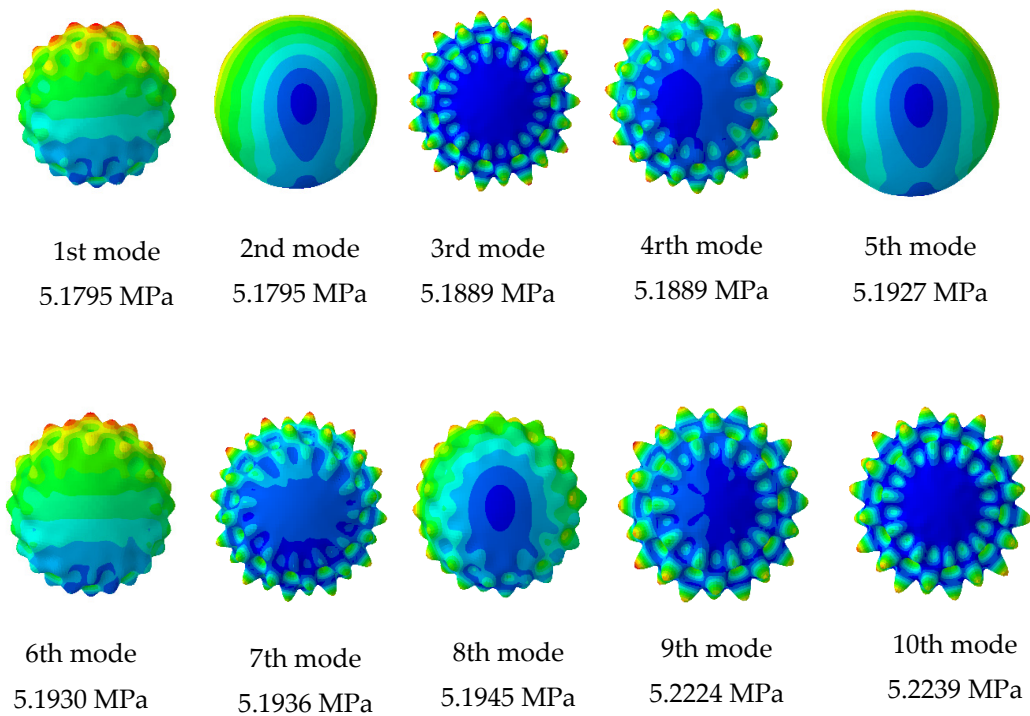 1st mode
5.1795 MPa
2nd mode
5.1795 MPa
3rd mode
5.1889 MPa
4rth mode
5.1889 MPa
5th mode
5.1927 MPa
6th mode
5.1930 MPa
7th mode
5.1936 MPa
8th mode
5.1945 MPa
9th mode
5.2224 MPa
10th mode
5.2239 MPa